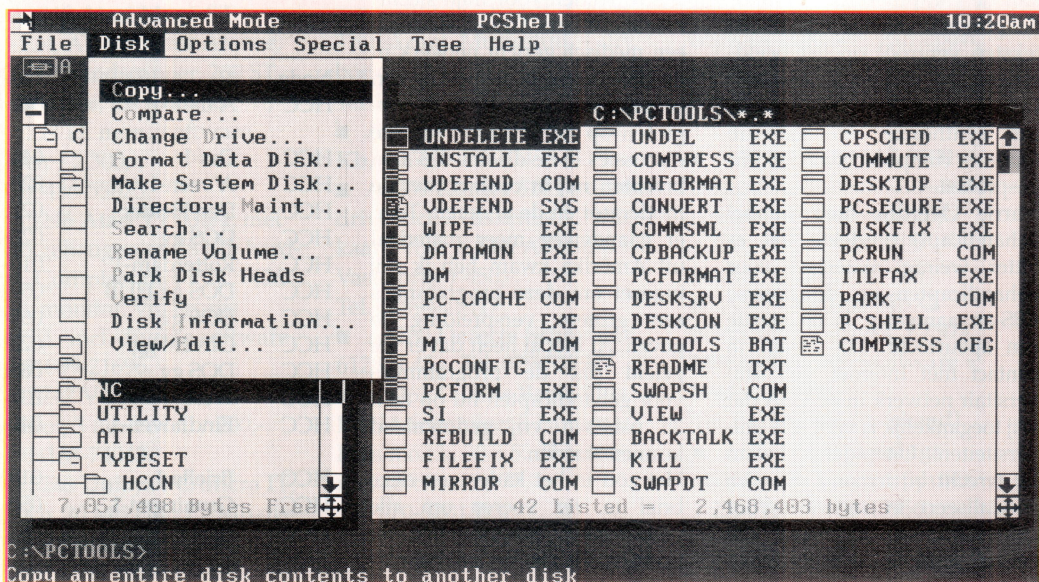 Advanced Mode PCShell 10:20am
File Disk Options Special Tree Help
A
Copy...
Compare...
Change Drive...
Format Data Disk...
Make System Disk...
Directory Maint...
Search...
Rename Volume...
Park Disk Heads
Verify
Disk Information...
View/Edit...
C
NC
UTILITY
ATI
TYPESET
HCCN
7,057,408 Bytes Free
C:\PCTOOLS\*.*
UNDELETE EXE UNDEL EXE CPSCHED EXE
INSTALL EXE COMPRESS EXE COMMUTE EXE
VDEFEND COM UNFORMAT EXE DESKTOP EXE
VDEFEND SYS CONVERT EXE PCSECURE EXE
WIPE EXE COMMSML EXE DISKFIX EXE
DATAMON EXE CPBACKUP EXE PCRUN COM
DM EXE PCFORMAT EXE ITLFAX EXE
PC-CACHE COM DESKSRV EXE PARK COM
FF EXE DESKCON EXE PCSHELL EXE
MI COM PCTOOLS BAT COMPRESS CFG
PCCONFIG EXE README TXT
PCFORM EXE SWAPSH COM
SI EXE VIEW EXE
REBUILD COM BACKTALK EXE
FILEFIX EXE KILL EXE
MIRROR COM SWAPDT COM
42 Listed = 2,468,403 bytes
C:\PCTOOLS>
Copy an entire disk contents to another disk